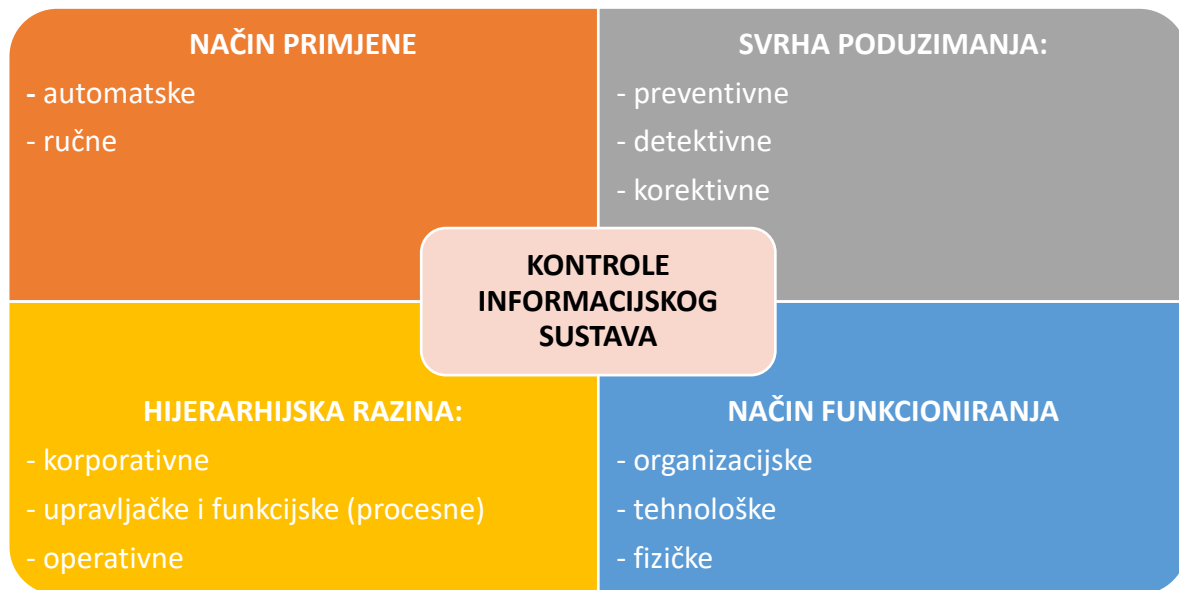 NAČIN PRIMJENE
- automatske
- ručne
SVRHA PODUZIMANJA:
- preventivne
- detektivne
- korektivne
KONTROLE
INFORMACIJSKOG
SUSTAVA
HIJERARHIJSKA RAZINA:
- korporativne
- upravljačke i funkcijske (procesne)
- operativne
NAČIN FUNKCIONIRANJA
- organizacijske
- tehnološke
- fizičke